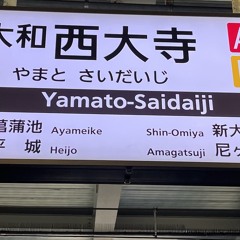 大和西大寺
やまと さいだいじ
Yamato-Saidaiji
菖蒲池 Ayameike Shin-Omiya 新大
平城 Heijo Amagatsuji 尼ヶ
A